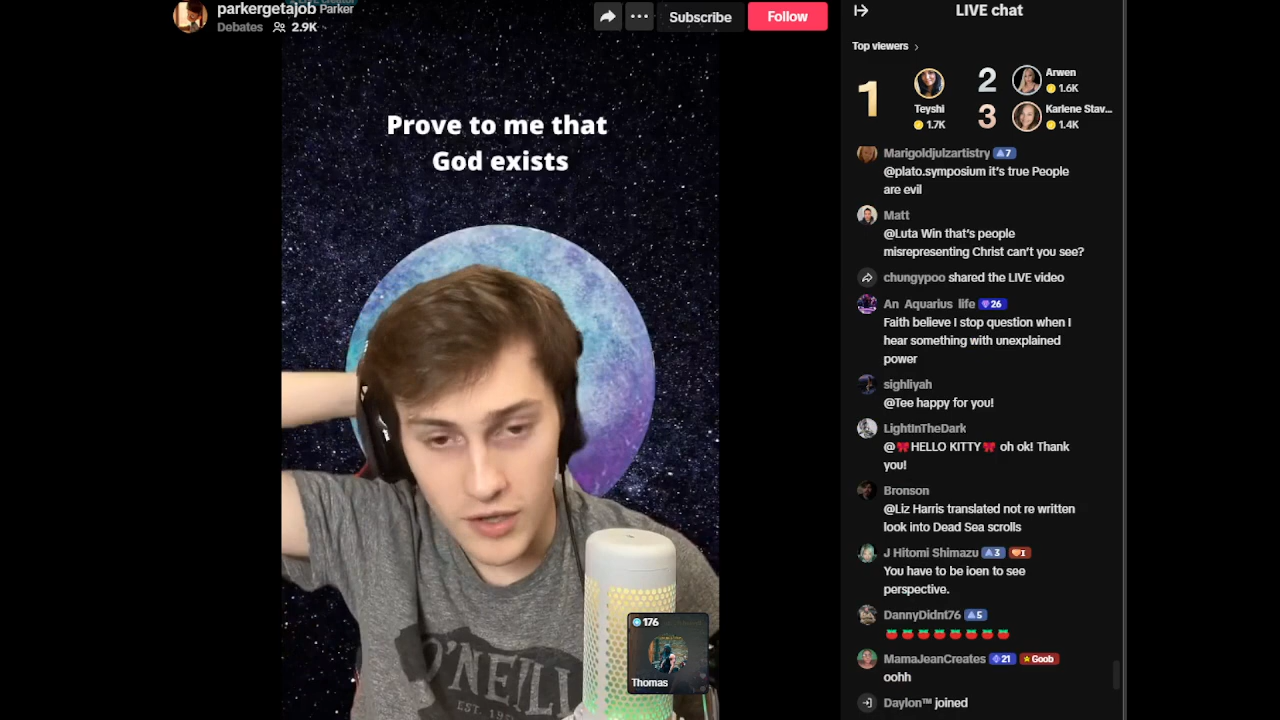 parkergetajob Parker
Debates 2.9K
Subscribe
Follow
Prove to me that
God exists
O'NEILL
EST. 195
176
Thomas
LIVE chat
Top viewers
1
Teyshi
1.7K
2
Arwen
1.6K
3
Karlene Stav...
1.4K
Marigoldjulzartistry 7
@plato.symposium it's true People
are evil
Matt
@Luta Win that's people
misrepresenting Christ can't you see?
chungypoo shared the LIVE video
An Aquarius life 26
Faith believe I stop question when I
hear something with unexplained
power
sighliyah
@Tee happy for you!
LightInTheDark
@🎀HELLO KITTY🎀 oh ok! Thank
you!
Bronson
@Liz Harris translated not re written
look into Dead Sea scrolls
J Hitomi Shimazu 3 I
You have to be ioen to see
perspective.
DannyDidnt76 5
MamaJeanCreates 21 Goob
oohh
Daylon™ joined